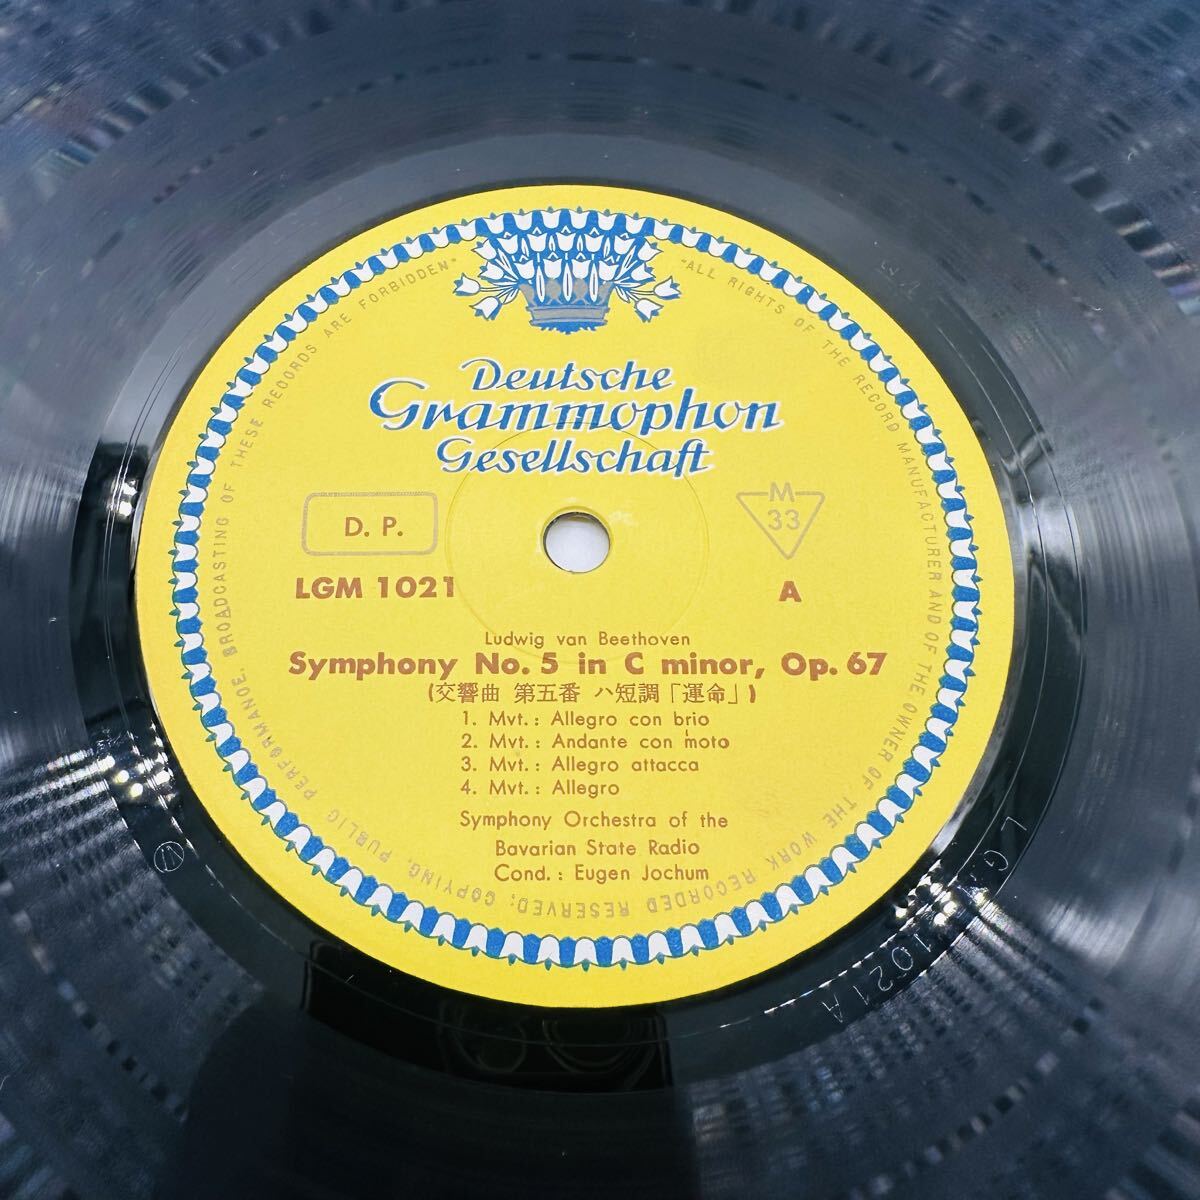 "ALL RIGHTS OF THE RECORD MANUFACTURER AND OF THE OWNER OF THE WORK RECORDED RESERVED; COPYING, PUBLIC PERFORMANCE, BROADCASTING OF THESE RECORDS ARE FORBIDDEN"
Deutsche
Grammophon
Gesellschaft
D. P.
M
33
LGM 1021
A
Ludwig van Beethoven
Symphony No. 5 in C minor, Op. 67
(交響曲 第五番 ハ短調「運命」)
1. Mvt. : Allegro con brio
2. Mvt. : Andante con moto
3. Mvt. : Allegro attacca
4. Mvt. : Allegro
Symphony Orchestra of the
Bavarian State Radio
Cond. : Eugen Jochum
1021A